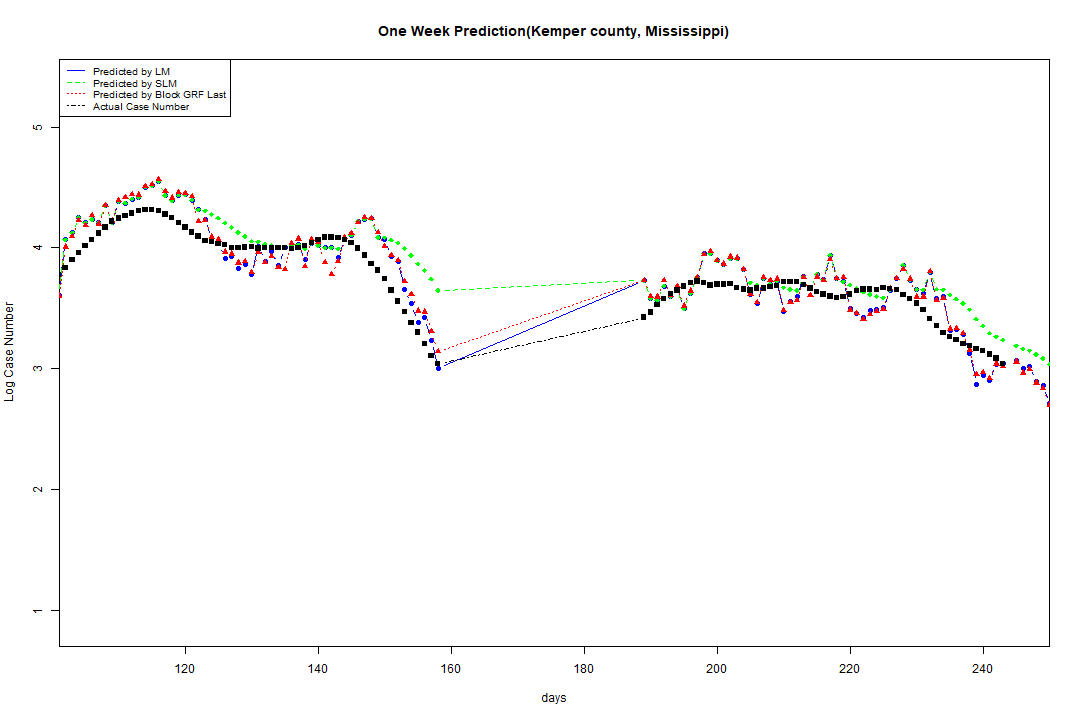 One Week Prediction(Kemper county, Mississippi)
Predicted by LM
Predicted by SLM
Predicted by Block GRF Last
Actual Case Number
5
4
3
2
1
Log Case Number
120 140 160 180 200 220 240
days